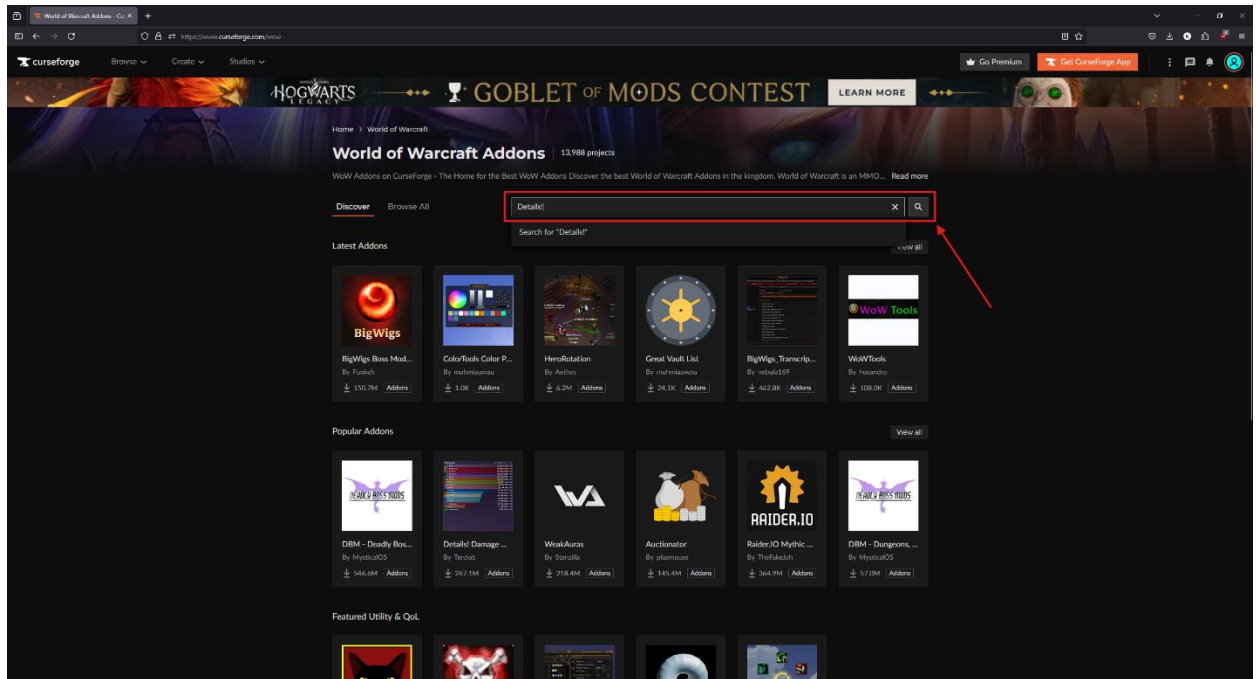 World of Warcraft Addons - Cu
https://www.curseforge.com/wow
curseforge
Browse
Create
Studios
Go Premium
Get CurseForge App
HOGWARTS
LEGACY
GOBLET OF MODS CONTEST
LEARN MORE
Home > World of Warcraft
World of Warcraft Addons
13,988 projects
WoW Addons on CurseForge - The Home for the Best WoW Addons Discover the best World of Warcraft Addons in the kingdom. World of Warcraft is an MMO... Read more
Discover
Browse All
Details!
Search for "Details!"
Latest Addons
View all
BigWigs
WoW Tools
BigWigs Boss Mod...
ColorTools Color P...
HeroRotation
Great Vault List
BigWigs_Transcrip...
WoWTools
By Funkeh
By muhmiauwau
By Aethys
By muhmiauwau
By nebula169
By husandro
150.7M Addons
1.0K Addons
6.2M Addons
24.1K Addons
462.8K Addons
108.0K Addons
Popular Addons
View all
DEADLY BOSS MODS
WA
RAIDER.IO
DEADLY BOSS MODS
DBM - Deadly Bos...
Details! Damage ...
WeakAuras
Auctionator
Raider.IO Mythic ...
DBM - Dungeons, ...
By MysticalOS
By Terciob
By Stanzilla
By plusmouse
By TheFakeJah
By MysticalOS
546.6M Addons
267.1M Addons
218.4M Addons
145.4M Addons
364.9M Addons
57.0M Addons
Featured Utility & QoL